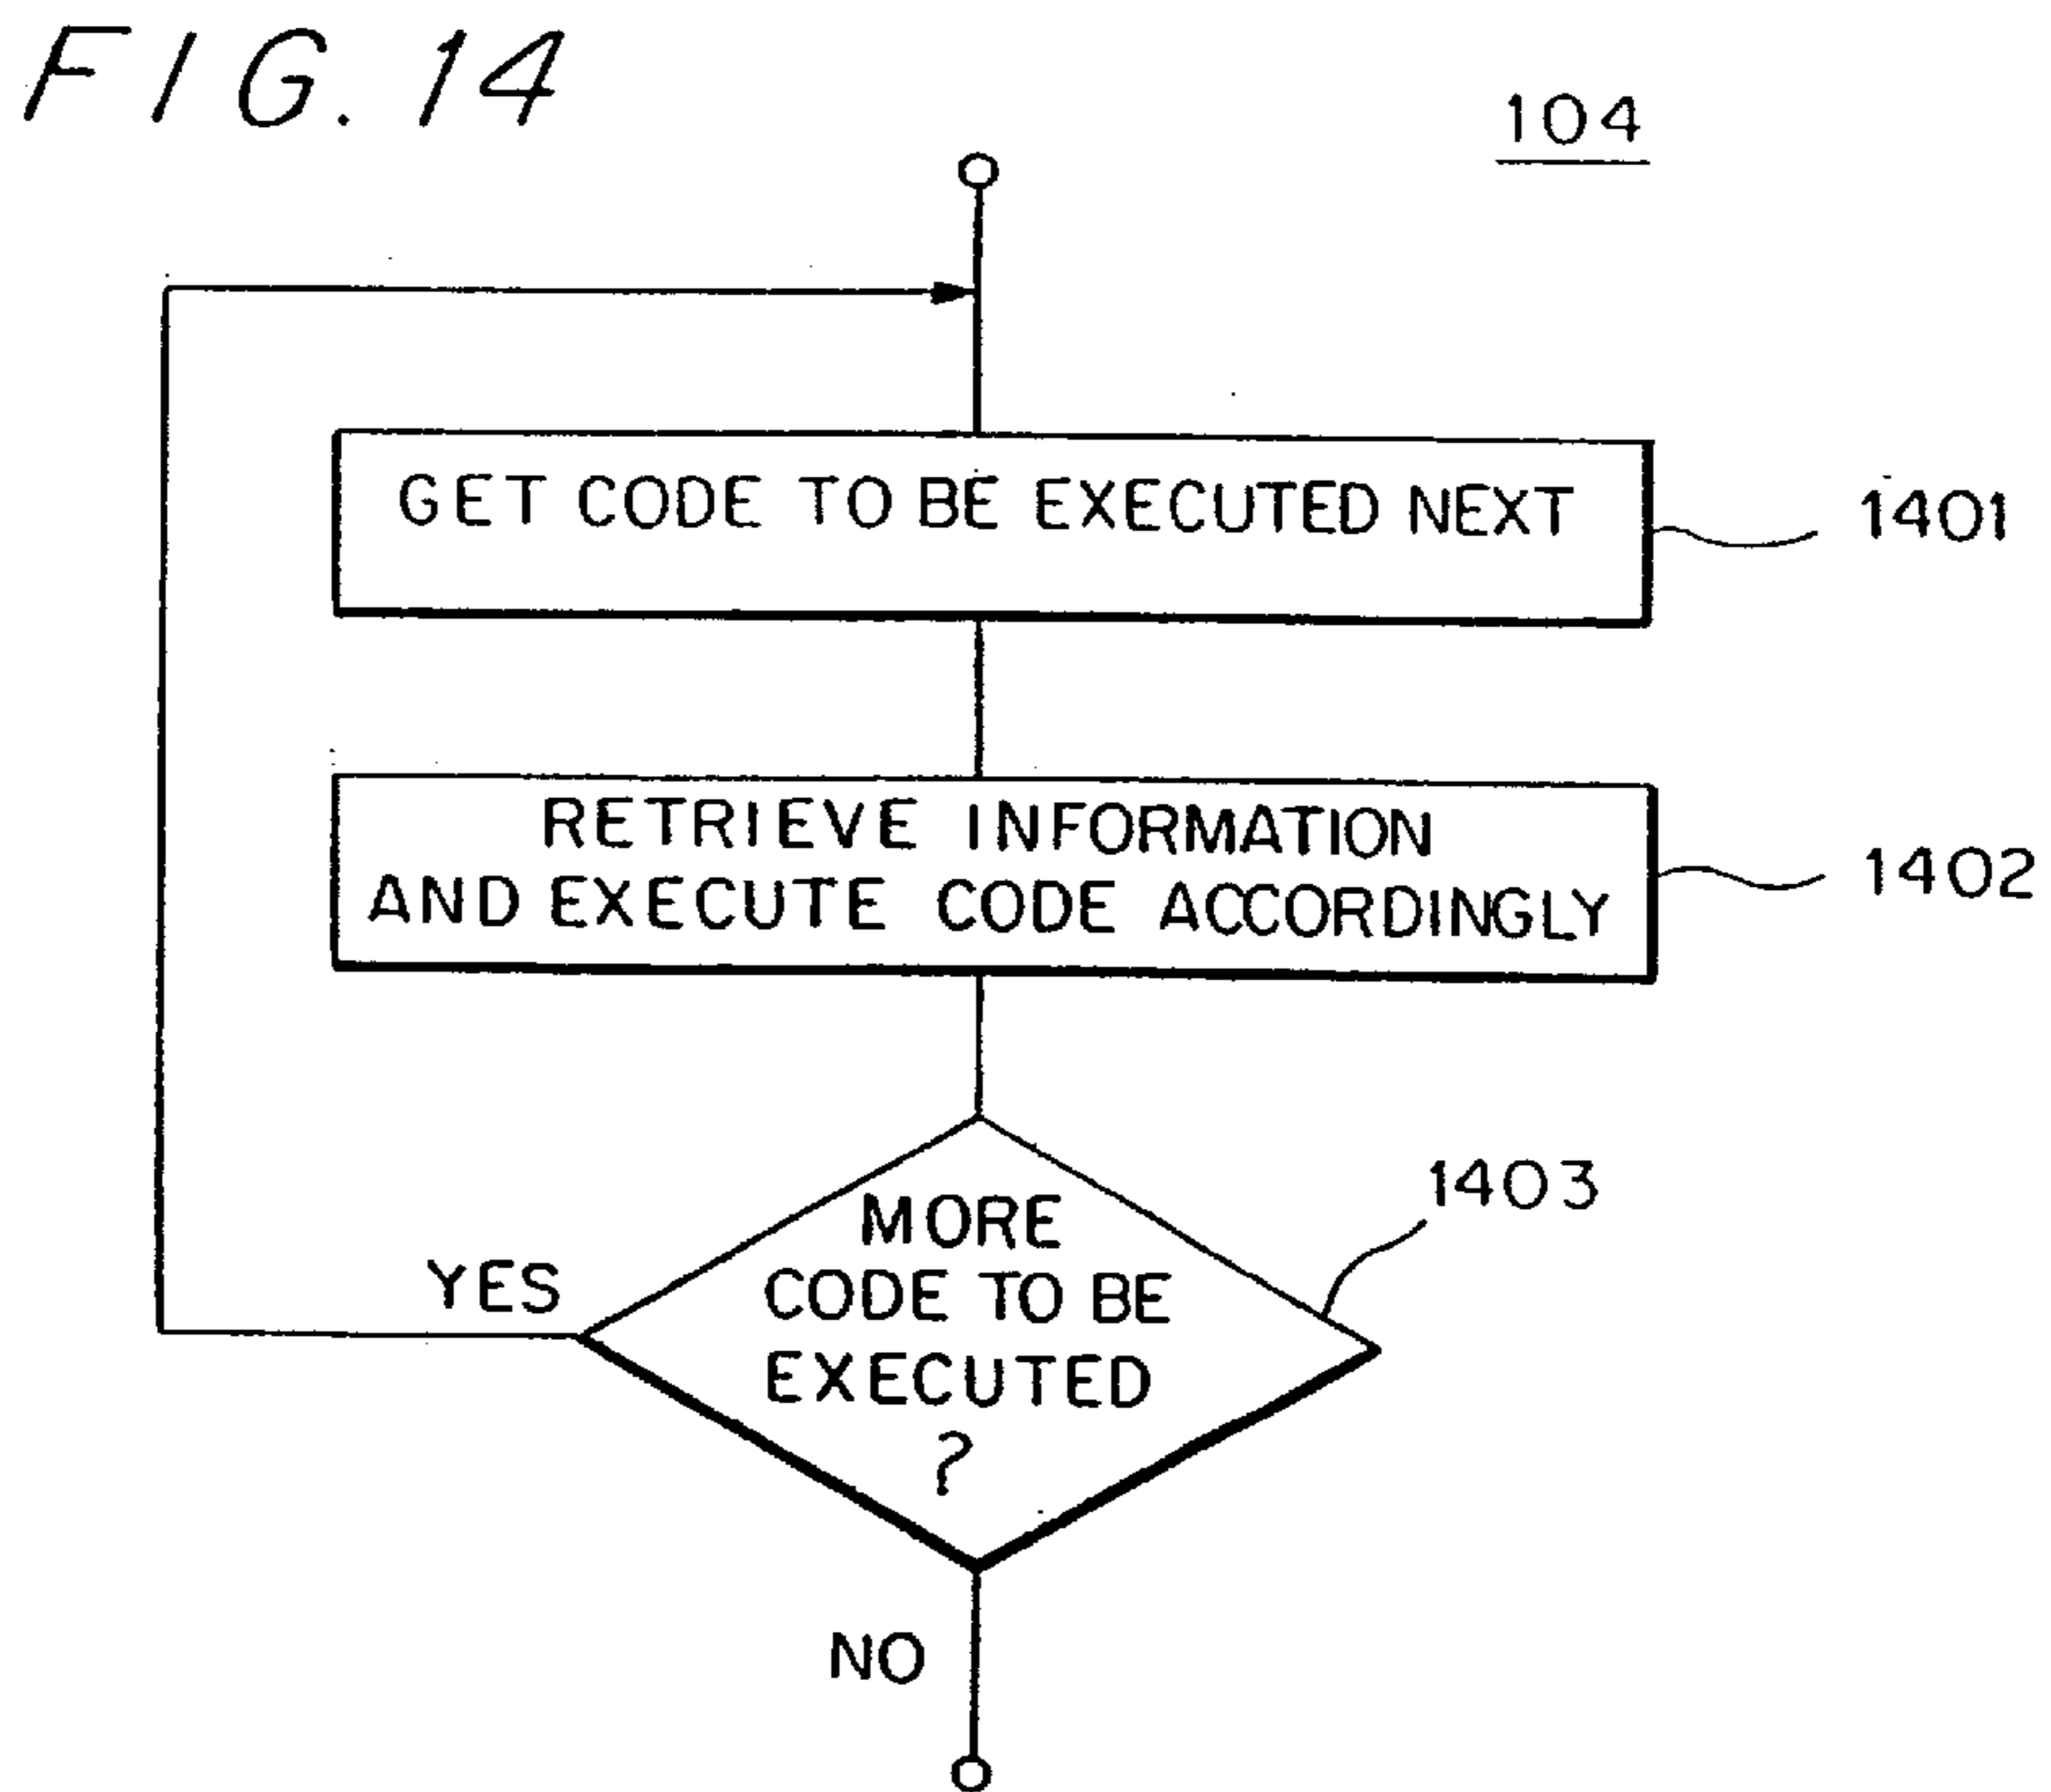 FIG. 14
104
GET CODE TO BE EXECUTED NEXT
1401
RETRIEVE INFORMATION
AND EXECUTE CODE ACCORDINGLY
1402
MORE
CODE TO BE
EXECUTED
?
1403
YES
NO